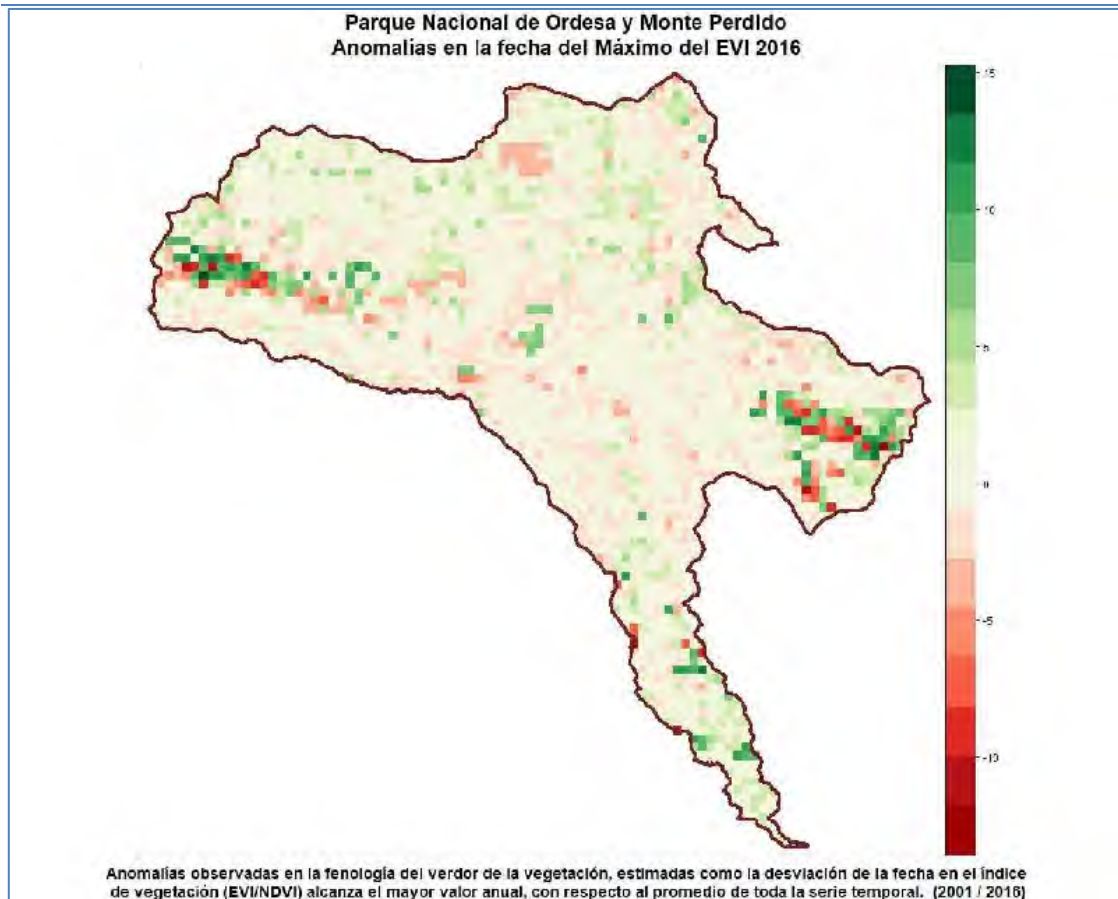 Parque Nacional de Ordesa y Monte Perdido
Anomalías en la fecha del Máximo del EVI 2016
15
10
5
0
-5
-10
Anomalías observadas en la fenología del verdor de la vegetación, estimadas como la desviación de la fecha en el índice
de vegetación (EVI/NDVI) alcanza el mayor valor anual, con respecto al promedio de toda la serie temporal. (2001 / 2016)